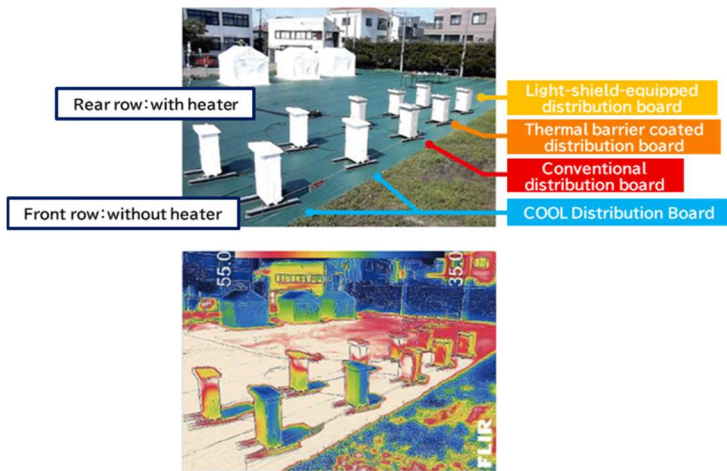 Rear row：with heater
Front row：without heater
Light-shield-equipped
distribution board
Thermal barrier coated
distribution board
Conventional
distribution board
COOL Distribution Board
55.0
35.0
FLIR